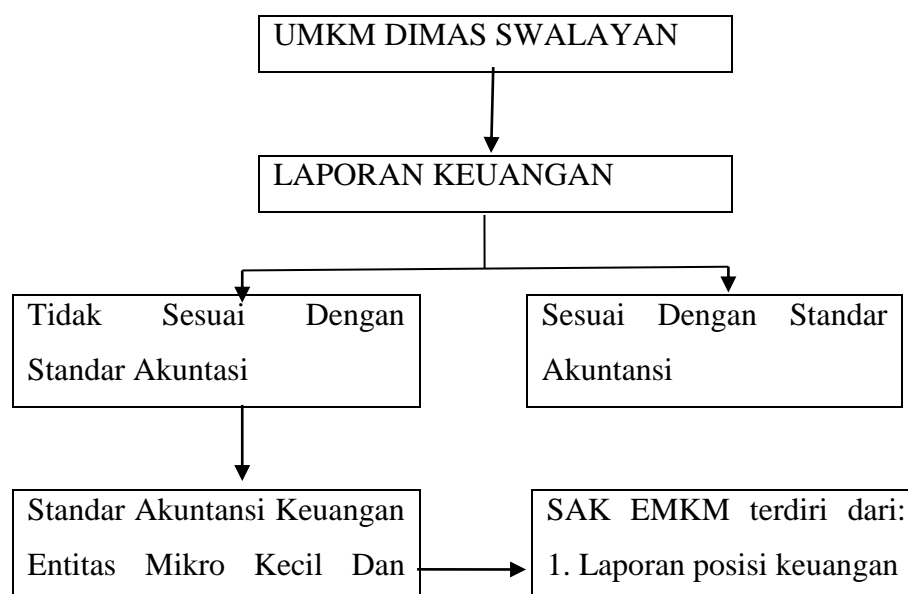 UMKM DIMAS SWALAYAN
LAPORAN KEUANGAN
Tidak Sesuai Dengan
Standar Akuntasi
Sesuai Dengan Standar
Akuntansi
Standar Akuntansi Keuangan
Entitas Mikro Kecil Dan
SAK EMKM terdiri dari:
1. Laporan posisi keuangan